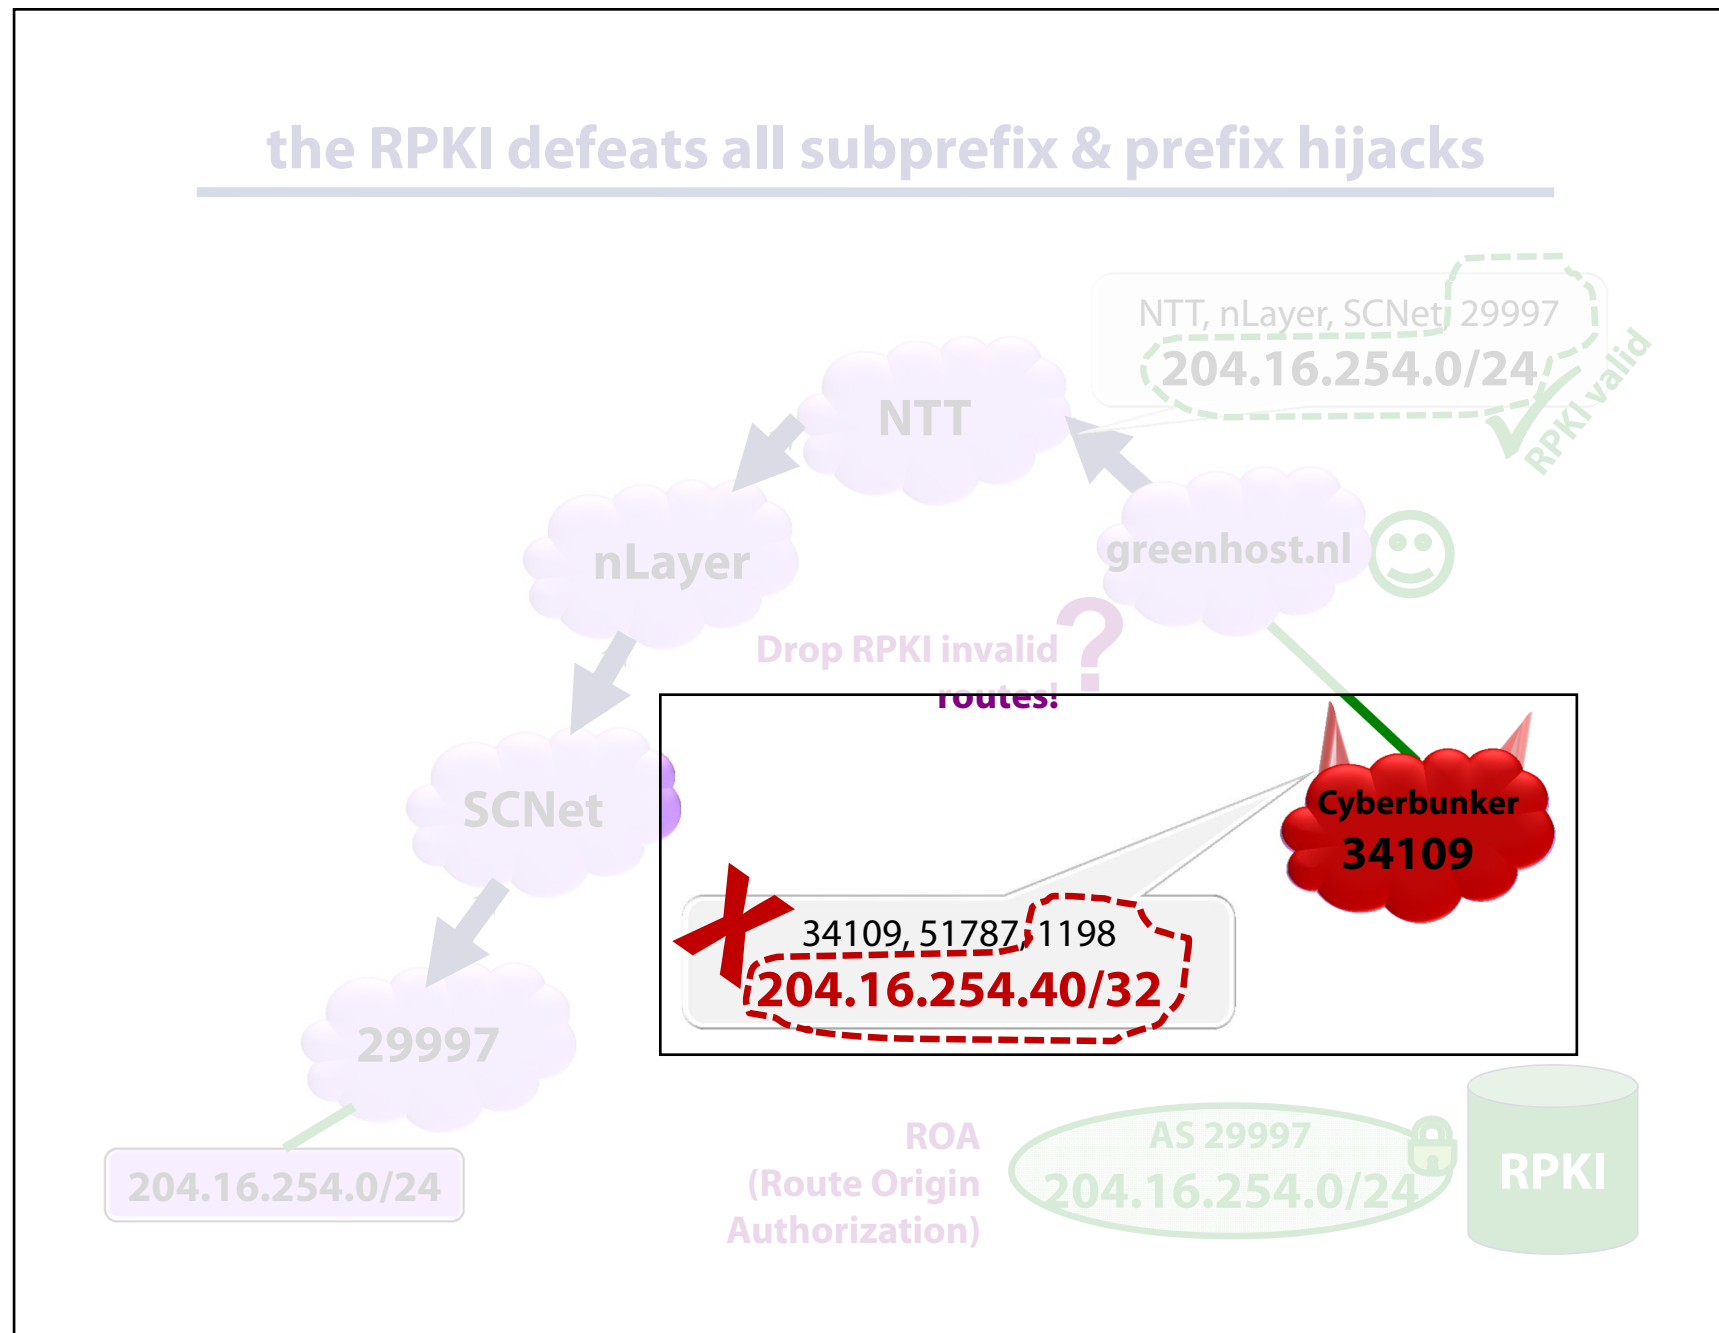 the RPKI defeats all subprefix & prefix hijacks
NTT, nLayer, SCNet, 29997
204.16.254.0/24
RPKI valid
NTT
nLayer
greenhost.nl
Drop RPKI invalid
routes!
?
SCNet
Cyberbunker
34109
34109, 51787, 1198
204.16.254.40/32
29997
204.16.254.0/24
ROA
(Route Origin
Authorization)
AS 29997
204.16.254.0/24
RPKI